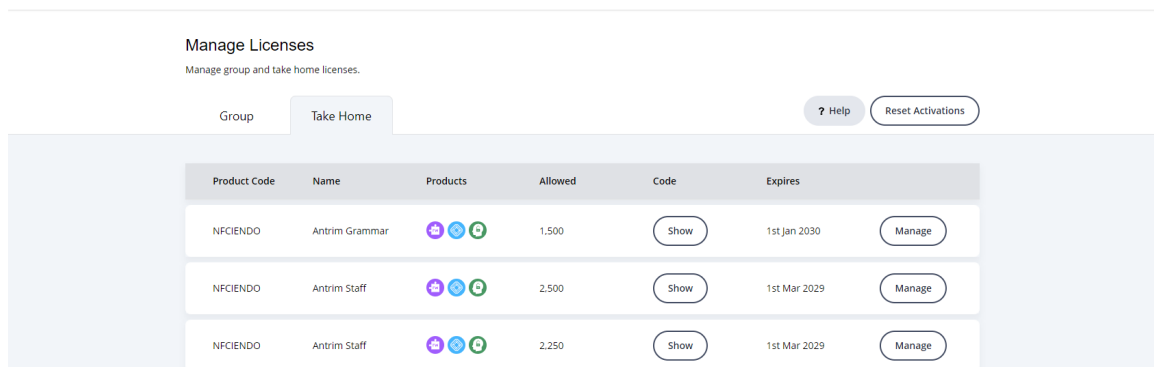 Manage Licenses
Manage group and take home licenses.
Group Take Home ? Help Reset Activations
Product Code Name Products Allowed Code Expires
NFCIENDO Antrim Grammar 1,500 Show 1st Jan 2030 Manage
NFCIENDO Antrim Staff 2,500 Show 1st Mar 2029 Manage
NFCIENDO Antrim Staff 2,250 Show 1st Mar 2029 Manage